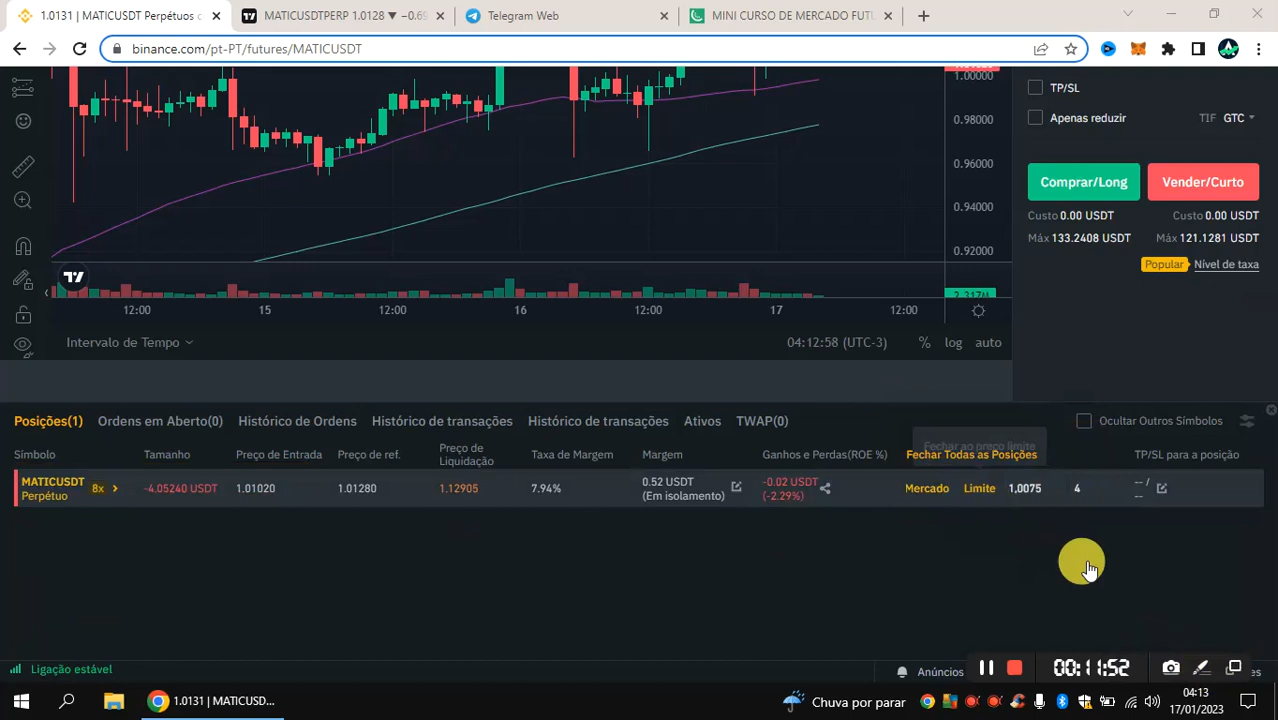 1.0131 | MATICUSDT Perpétuos c
MATICUSDTPERP 1.0128 ▼ −0.69
Telegram Web
MINI CURSO DE MERCADO FUTU
binance.com/pt-PT/futures/MATICUSDT
1.00000
0.98000
0.96000
0.94000
0.92000
2.317M
12:00
15
12:00
16
12:00
17
12:00
Intervalo de Tempo
04:12:58 (UTC-3)
%
log
auto
TP/SL
Apenas reduzir
TIF GTC
Comprar/Long
Vender/Curto
Custo 0.00 USDT
Custo 0.00 USDT
Máx 133.2408 USDT
Máx 121.1281 USDT
Popular
Nível de taxa
Posições(1)
Ordens em Aberto(0)
Histórico de Ordens
Histórico de transações
Histórico de transações
Ativos
TWAP(0)
Ocultar Outros Símbolos
Fechar ao preço limite
Símbolo
Tamanho
Preço de Entrada
Preço de ref.
Preço de
Liquidação
Taxa de Margem
Margem
Ganhos e Perdas(ROE %)
Fechar Todas as Posições
TP/SL para a posição
MATICUSDT
Perpétuo
8x
-4.05240 USDT
1.01020
1.01280
1.12905
7.94%
0.52 USDT
(Em isolamento)
-0.02 USDT
(-2.29%)
Mercado
Limite
1,0075
4
-- /
--
Ligação estável
Anúncios
00:11:52
1.0131 | MATICUSD...
Chuva por parar
04:13
17/01/2023